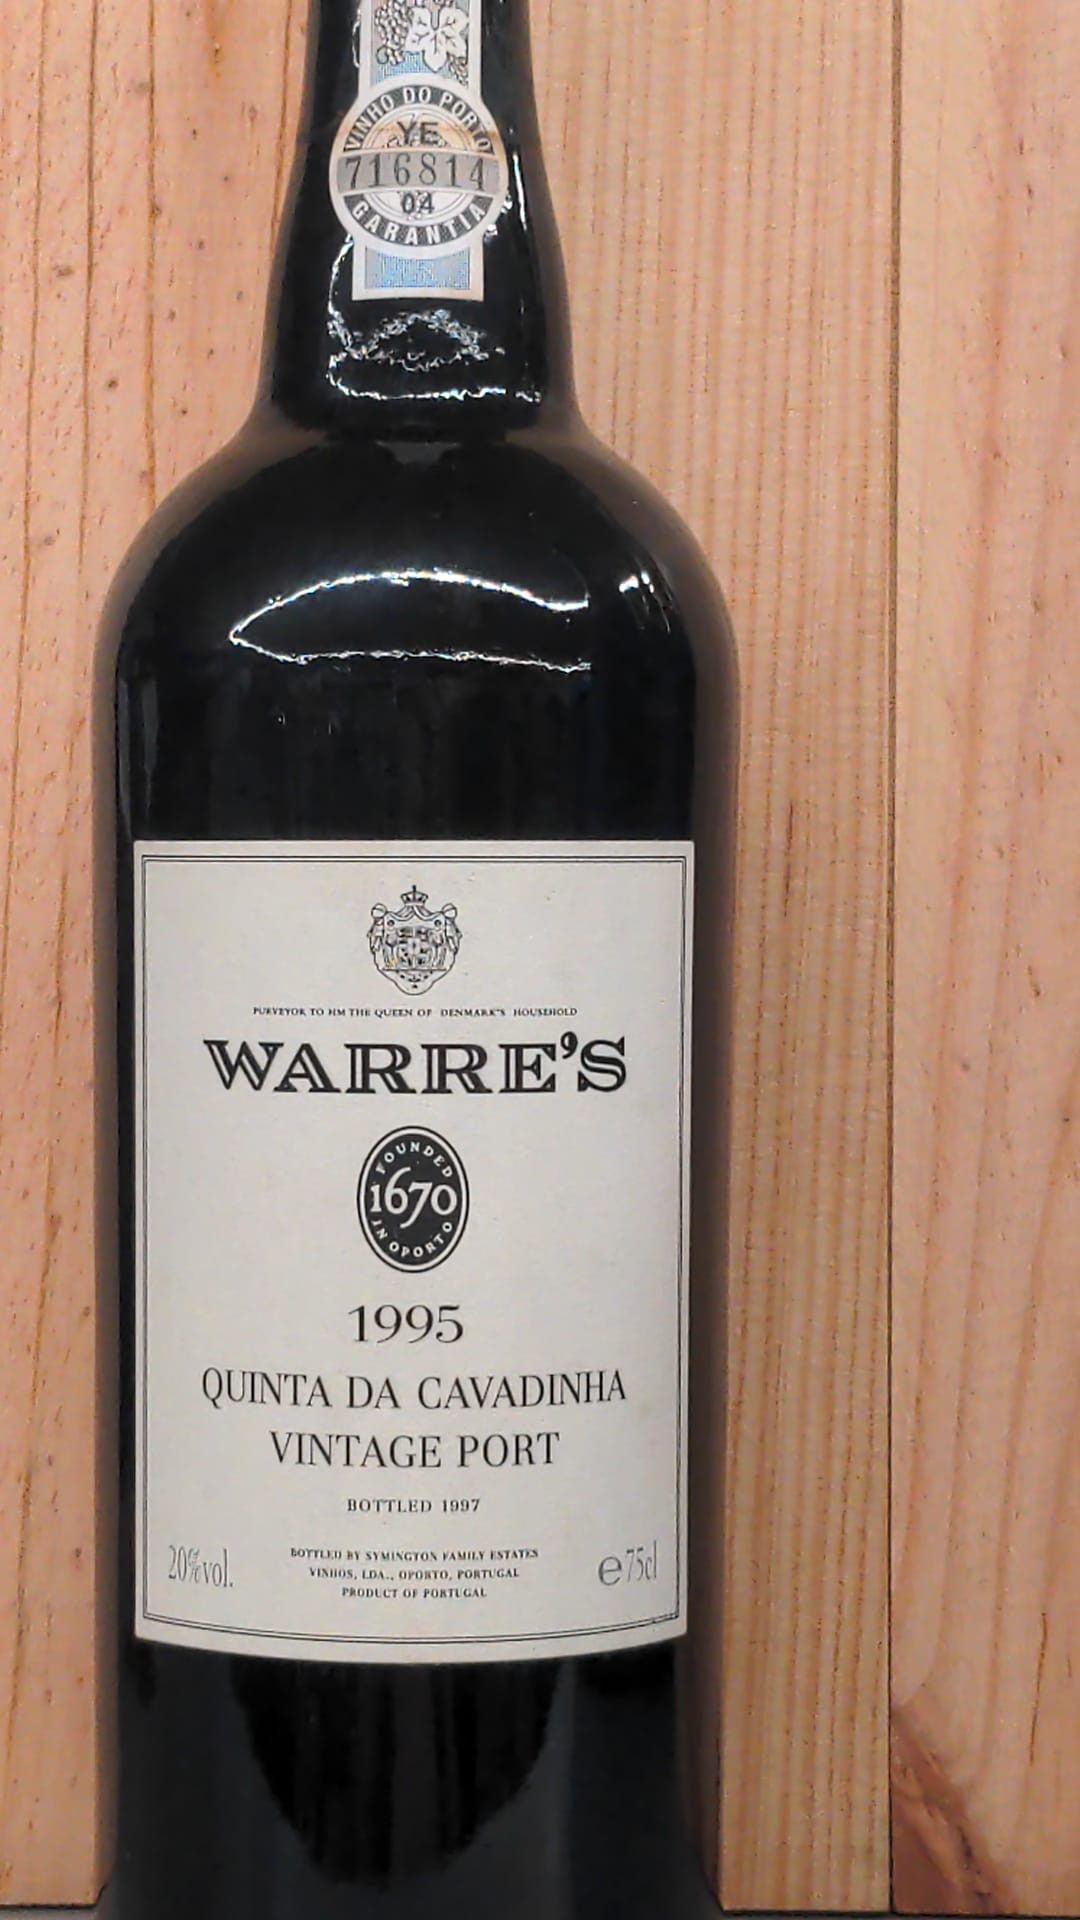 VINHO DO PORTO
YE
716814
04
GARANTIA
PURVEYOR TO HM THE QUEEN OF DENMARK'S HOUSEHOLD
WARRE'S
FOUNDED
1670
IN OPORTO
1995
QUINTA DA CAVADINHA
VINTAGE PORT
BOTTLED 1997
20% vol.
BOTTLED BY SYMINGTON FAMILY ESTATES
VINHOS, LDA., OPORTO, PORTUGAL
PRODUCT OF PORTUGAL
e 75cl